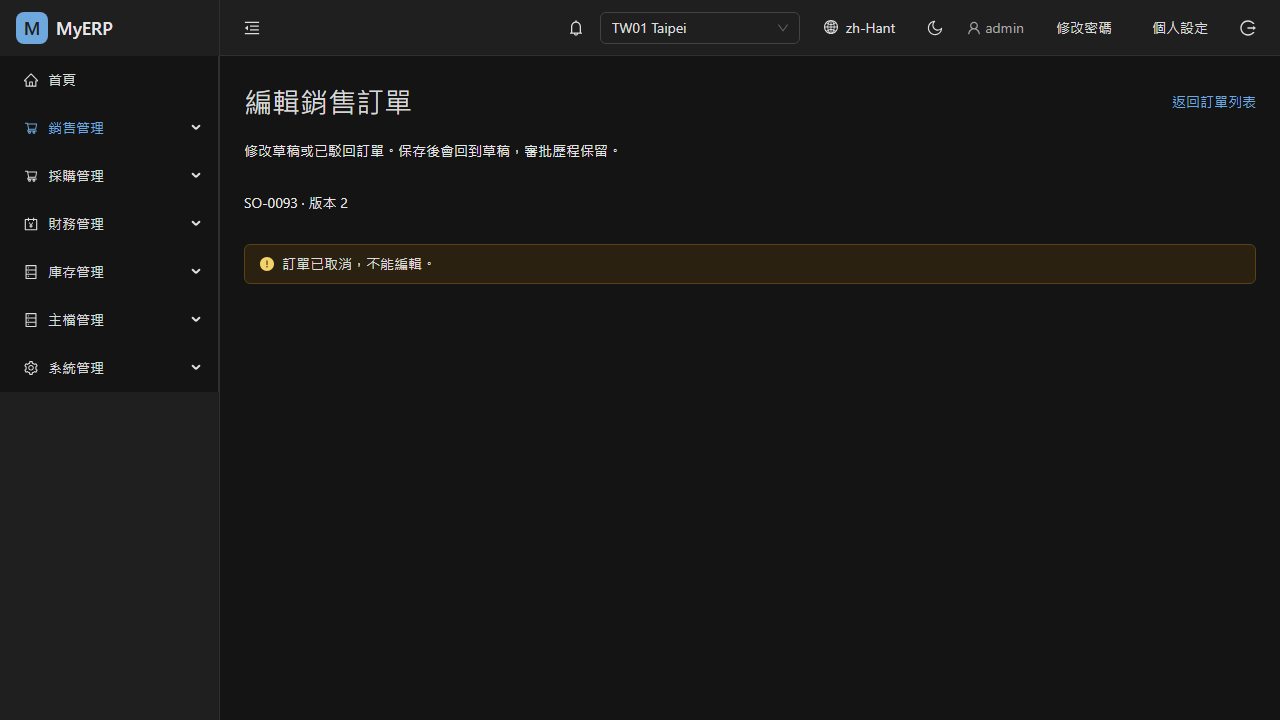 M MyERP
TW01 Taipei
zh-Hant
admin
修改密碼
個人設定
首頁
銷售管理
採購管理
財務管理
庫存管理
主檔管理
系統管理
編輯銷售訂單
返回訂單列表
修改草稿或已駁回訂單。保存後會回到草稿，審批歷程保留。
SO-0093 · 版本 2
訂單已取消，不能編輯。